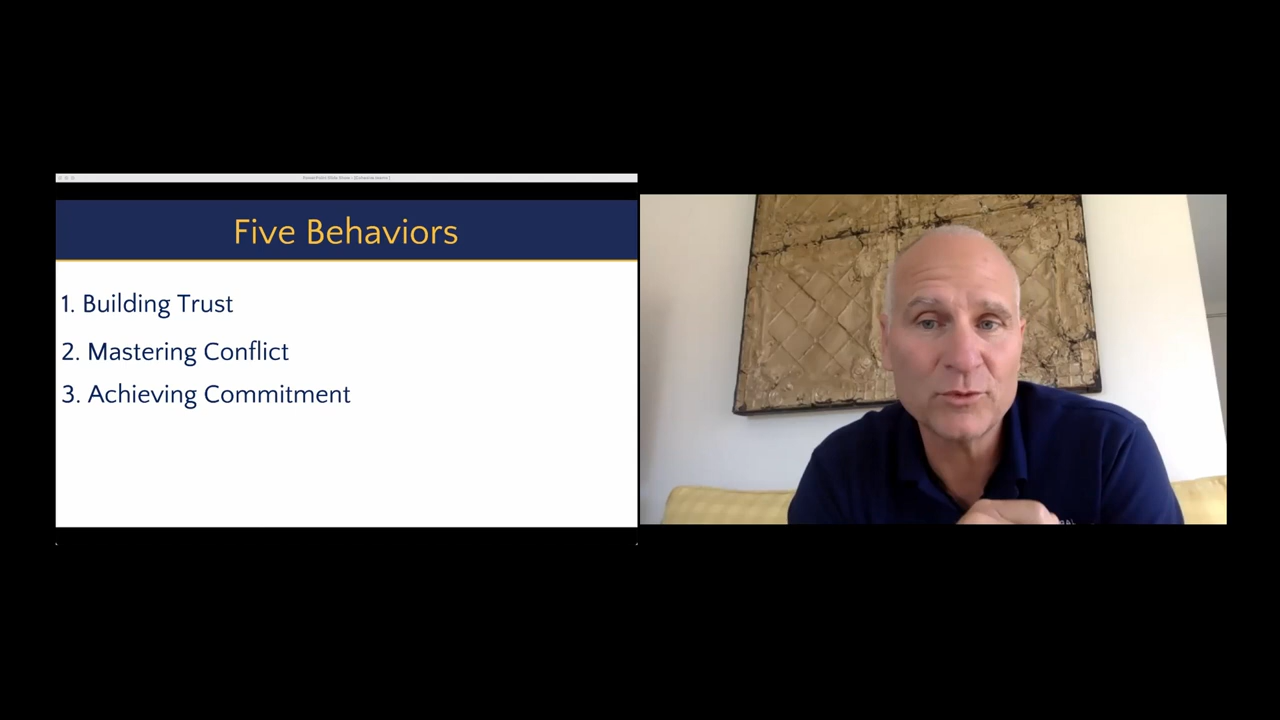 Five Behaviors
1. Building Trust
2. Mastering Conflict
3. Achieving Commitment